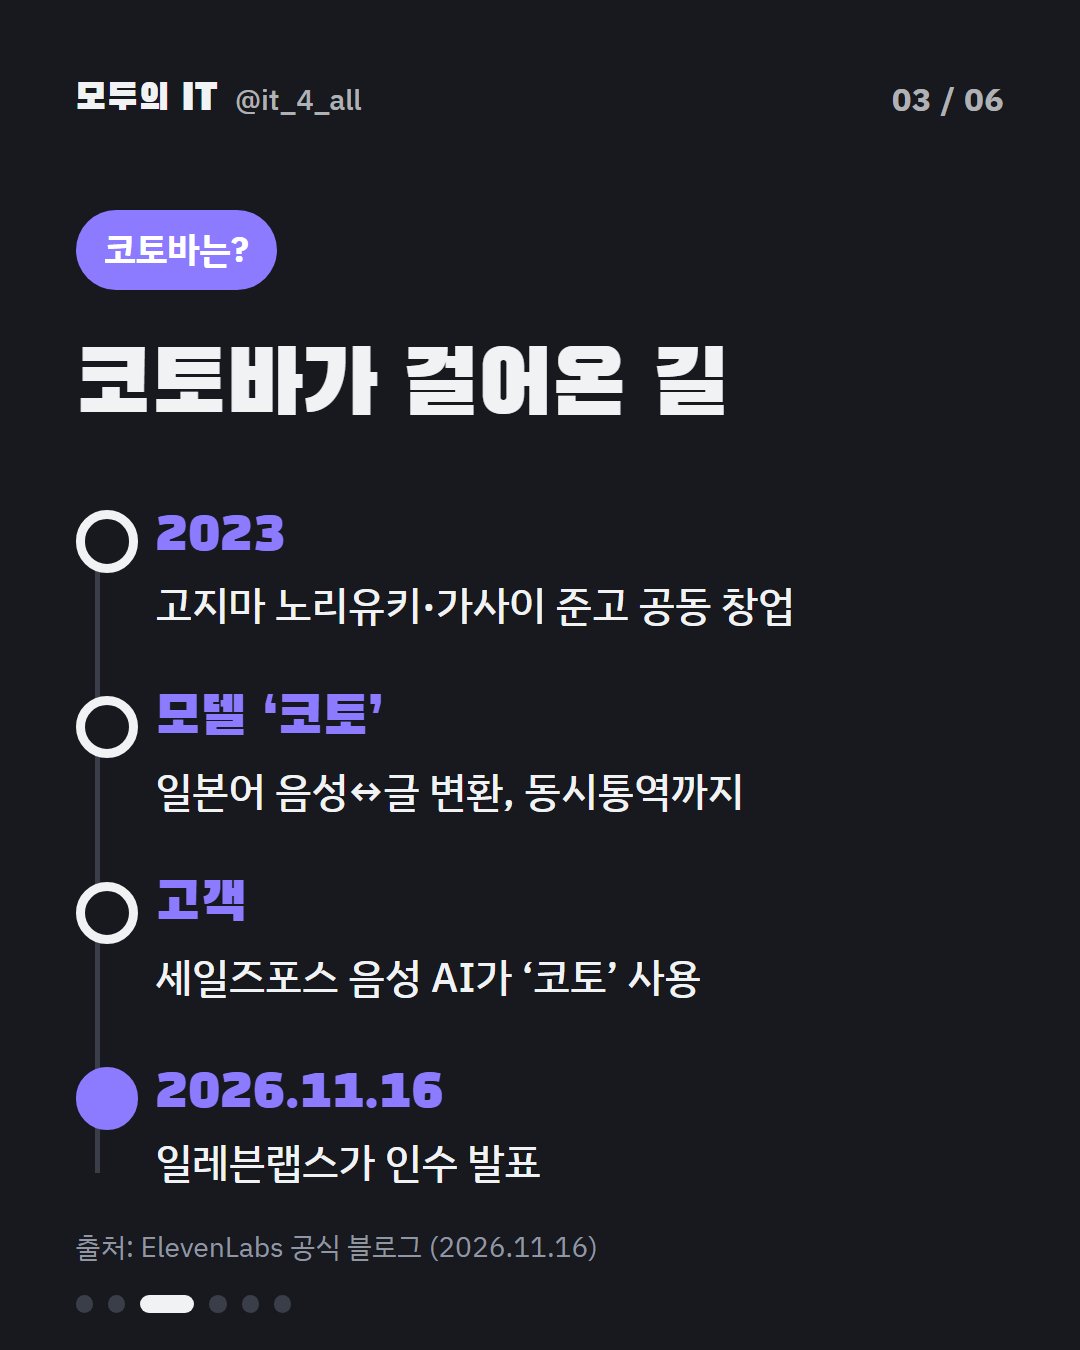 모두의 IT @it_4_all
03 / 06
코토바는?
코토바가 걸어온 길
2023
고지마 노리유키·가사이 준고 공동 창업
모델 ‘코토’
일본어 음성↔글 변환, 동시통역까지
고객
세일즈포스 음성 AI가 ‘코토’ 사용
2026.11.16
일레븐랩스가 인수 발표
출처: ElevenLabs 공식 블로그 (2026.11.16)